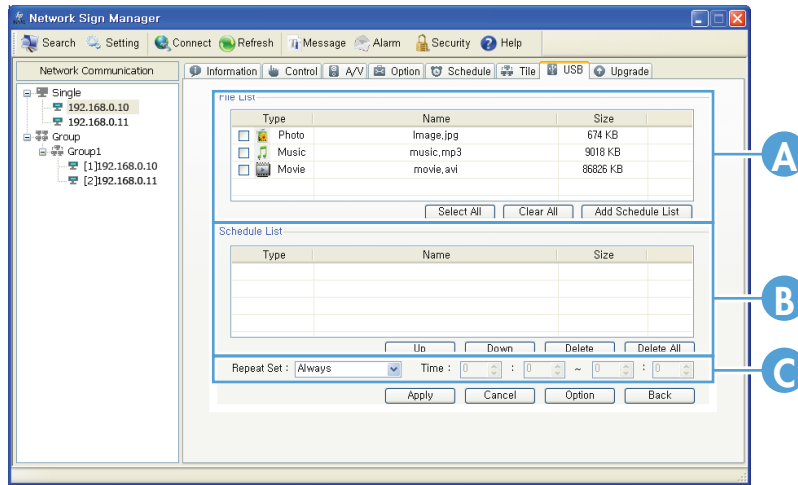 Network Sign Manager
Search Setting Connect Refresh Message Alarm Security Help
Network Communication
Information Control A/V Option Schedule Tile USB Upgrade
Single
192.168.0.10
192.168.0.11
Group
Group1
[1]192.168.0.10
[2]192.168.0.11
File List
Type Name Size
Photo Image.jpg 674 KB
Music music.mp3 9018 KB
Movie movie.avi 86826 KB
Select All Clear All Add Schedule List
A
Schedule List
Type Name Size
Up Down Delete Delete All
B
Repeat Set : Always Time : 0 : 0 ~ 0 : 0
C
Apply Cancel Option Back